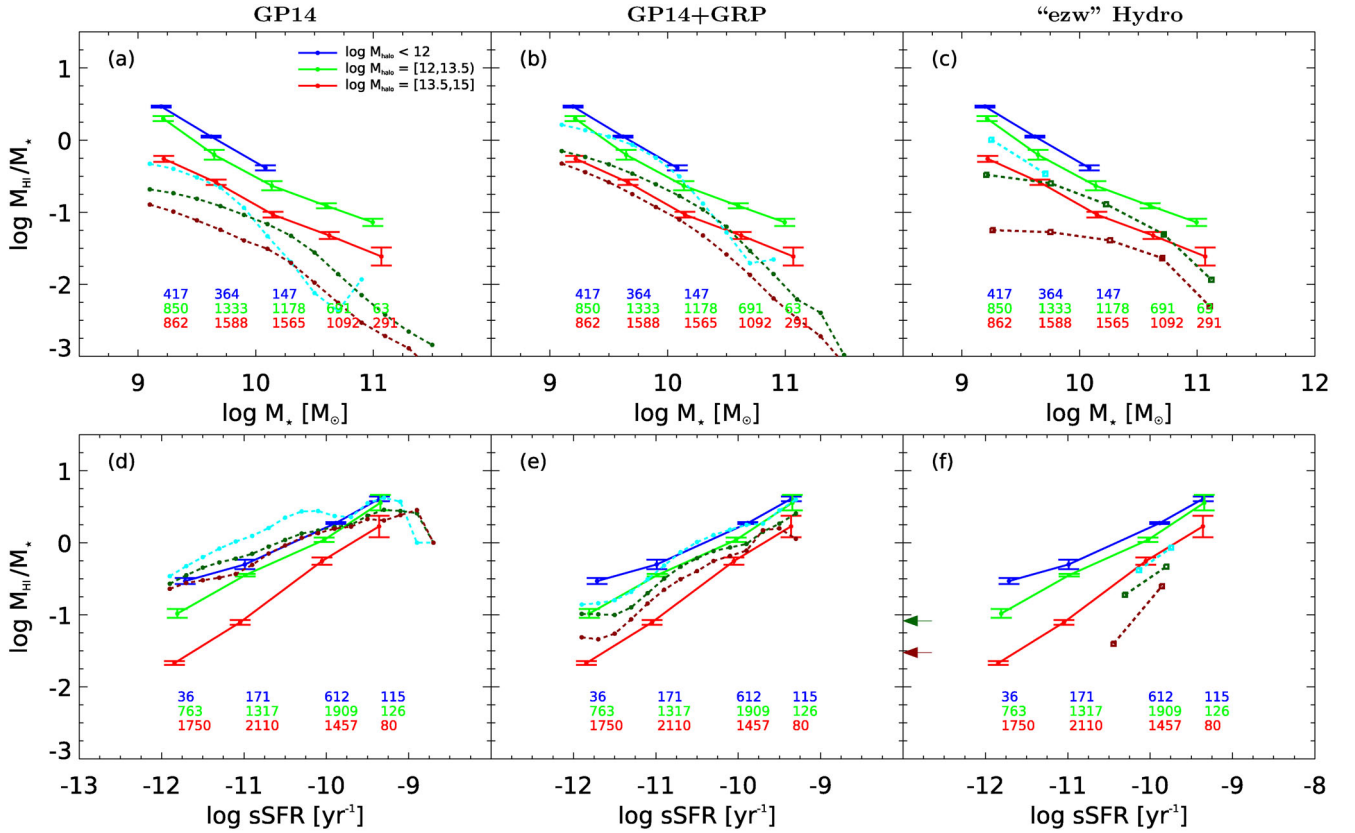 GP14 GP14+GRP “ezw” Hydro
(a) (b) (c)
log M_halo < 12
log M_halo = [12,13.5)
log M_halo = [13.5,15]
log M_HI/M_⋆
1
0
-1
-2
-3
417 364 147 417 364 147 417 364 147
850 1333 1178 691 63 850 1333 1178 691 63 850 1333 1178 691 63
862 1588 1565 1092 291 862 1588 1565 1092 291 862 1588 1565 1092 291
9 10 11 9 10 11 9 10 11 12
log M_⋆ [M_⊙] log M_⋆ [M_⊙] log M_⋆ [M_⊙]
(d) (e) (f)
log M_HI/M_⋆
1
0
-1
-2
-3
36 171 612 115 36 171 612 115 36 171 612 115
763 1317 1909 126 763 1317 1909 126 763 1317 1909 126
1750 2110 1457 80 1750 2110 1457 80 1750 2110 1457 80
-13 -12 -11 -10 -9 -12 -11 -10 -9 -12 -11 -10 -9 -8
log sSFR [yr⁻¹] log sSFR [yr⁻¹] log sSFR [yr⁻¹]